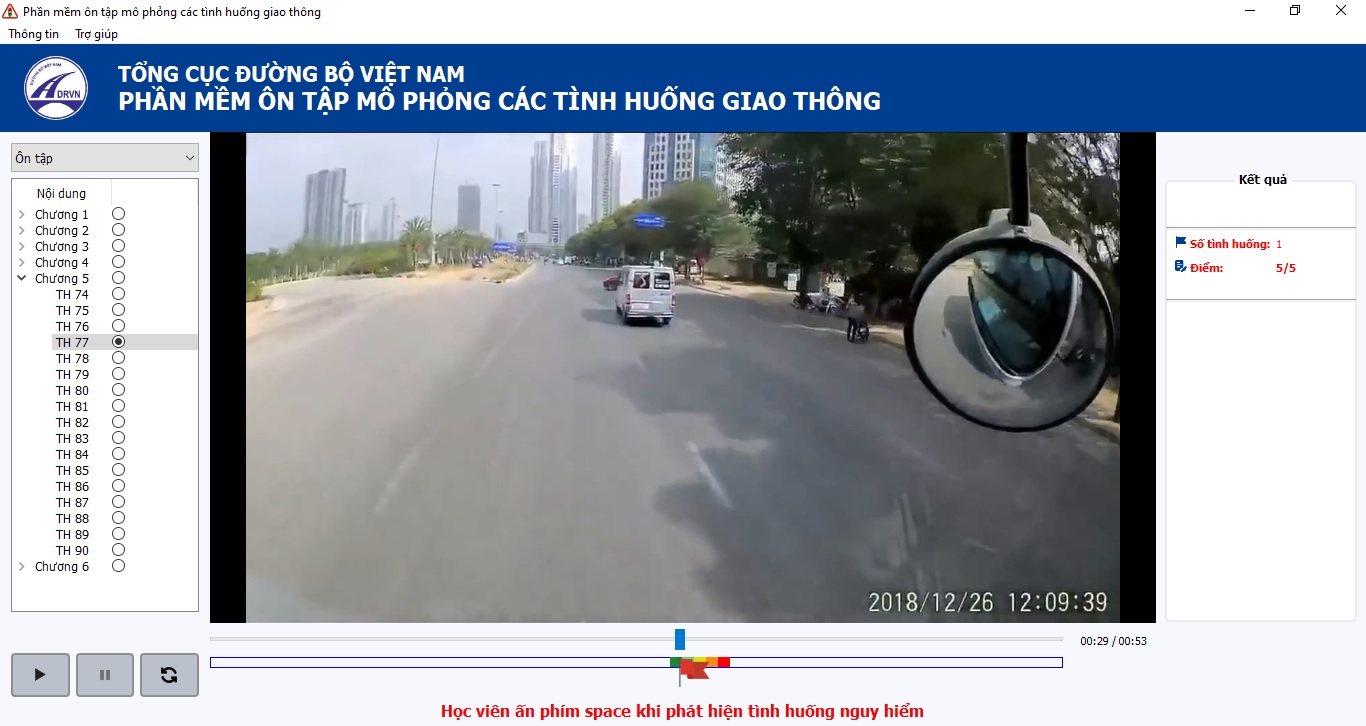 Phần mềm ôn tập mô phỏng các tình huống giao thông
Thông tin Trợ giúp
ĐƯỜNG BỘ VIỆT NAM
DRVN
TỔNG CỤC ĐƯỜNG BỘ VIỆT NAM
PHẦN MỀM ÔN TẬP MÔ PHỎNG CÁC TÌNH HUỐNG GIAO THÔNG
Ôn tập
Nội dung
Chương 1
Chương 2
Chương 3
Chương 4
Chương 5
TH 74
TH 75
TH 76
TH 77
TH 78
TH 79
TH 80
TH 81
TH 82
TH 83
TH 84
TH 85
TH 86
TH 87
TH 88
TH 89
TH 90
Chương 6
2018/12/26 12:09:39
Kết quả
Số tình huống: 1
Điểm: 5/5
00:29 / 00:53
Học viên ấn phím space khi phát hiện tình huống nguy hiểm